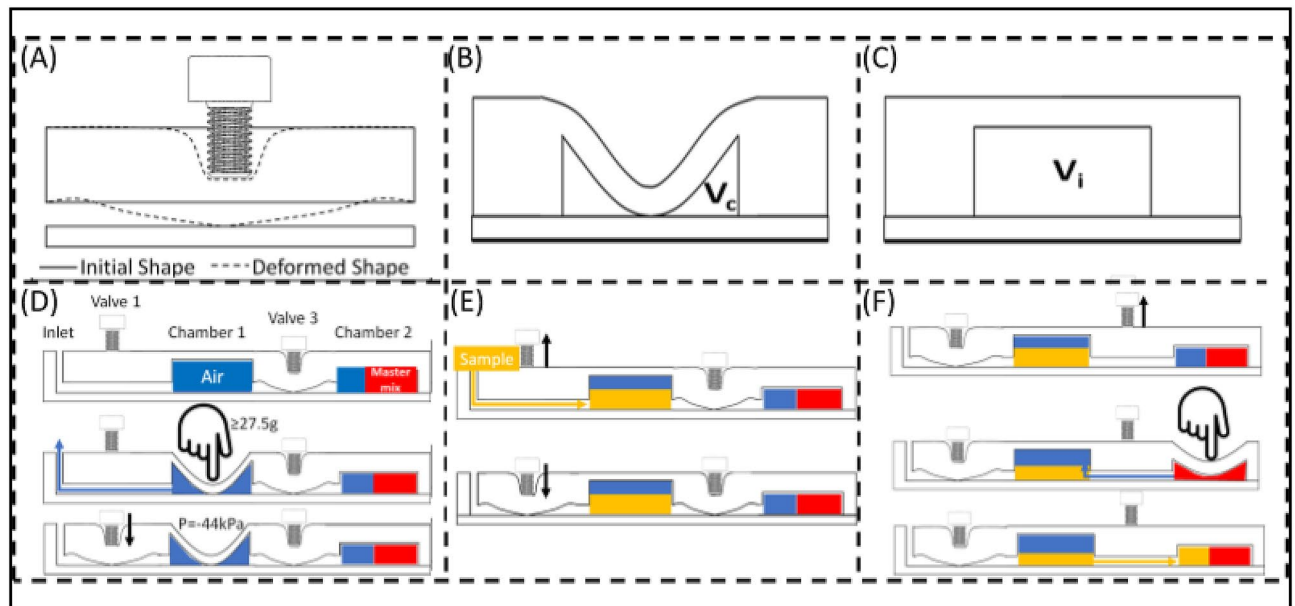 (A)
Initial Shape
Deformed Shape
(B)
Vc
(C)
Vi
(D)
Valve 1
Inlet
Chamber 1
Valve 3
Chamber 2
Air
Master
mix
≥27.5g
P=-44kPa
(E)
Sample
(F)